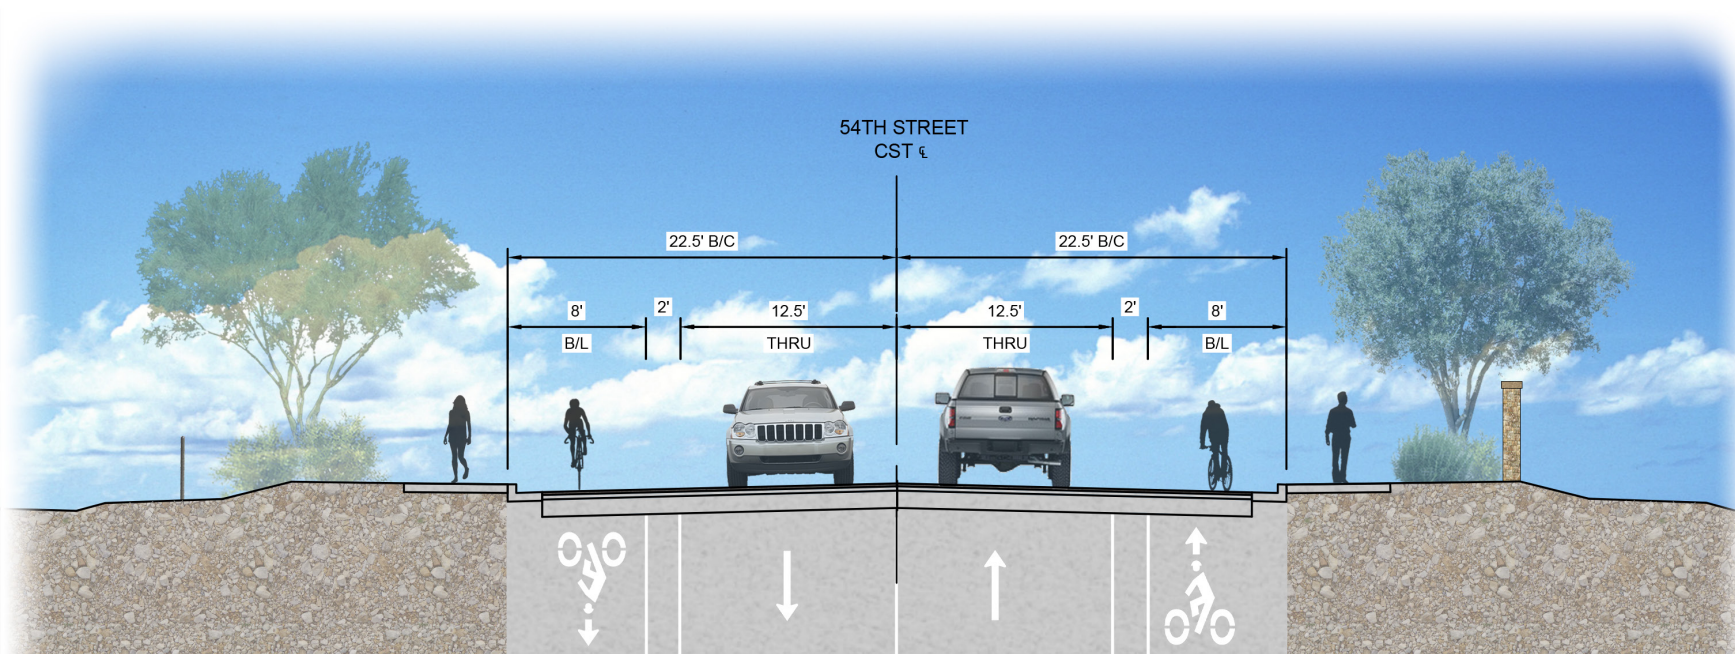 54TH STREET
CST ℄
22.5' B/C
22.5' B/C
8'
2'
12.5'
12.5'
2'
8'
B/L
THRU
THRU
B/L